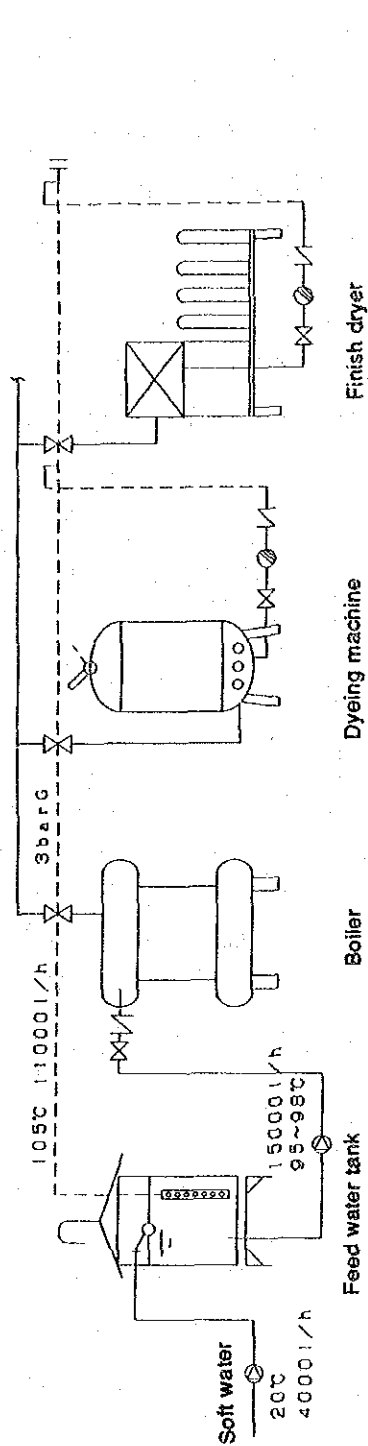 Soft water
20℃
4000l/h
Feed water tank
15000l/h
95~98℃
105℃ 11000l/h
Boiler
3barG
Dyeing machine
Finish dryer